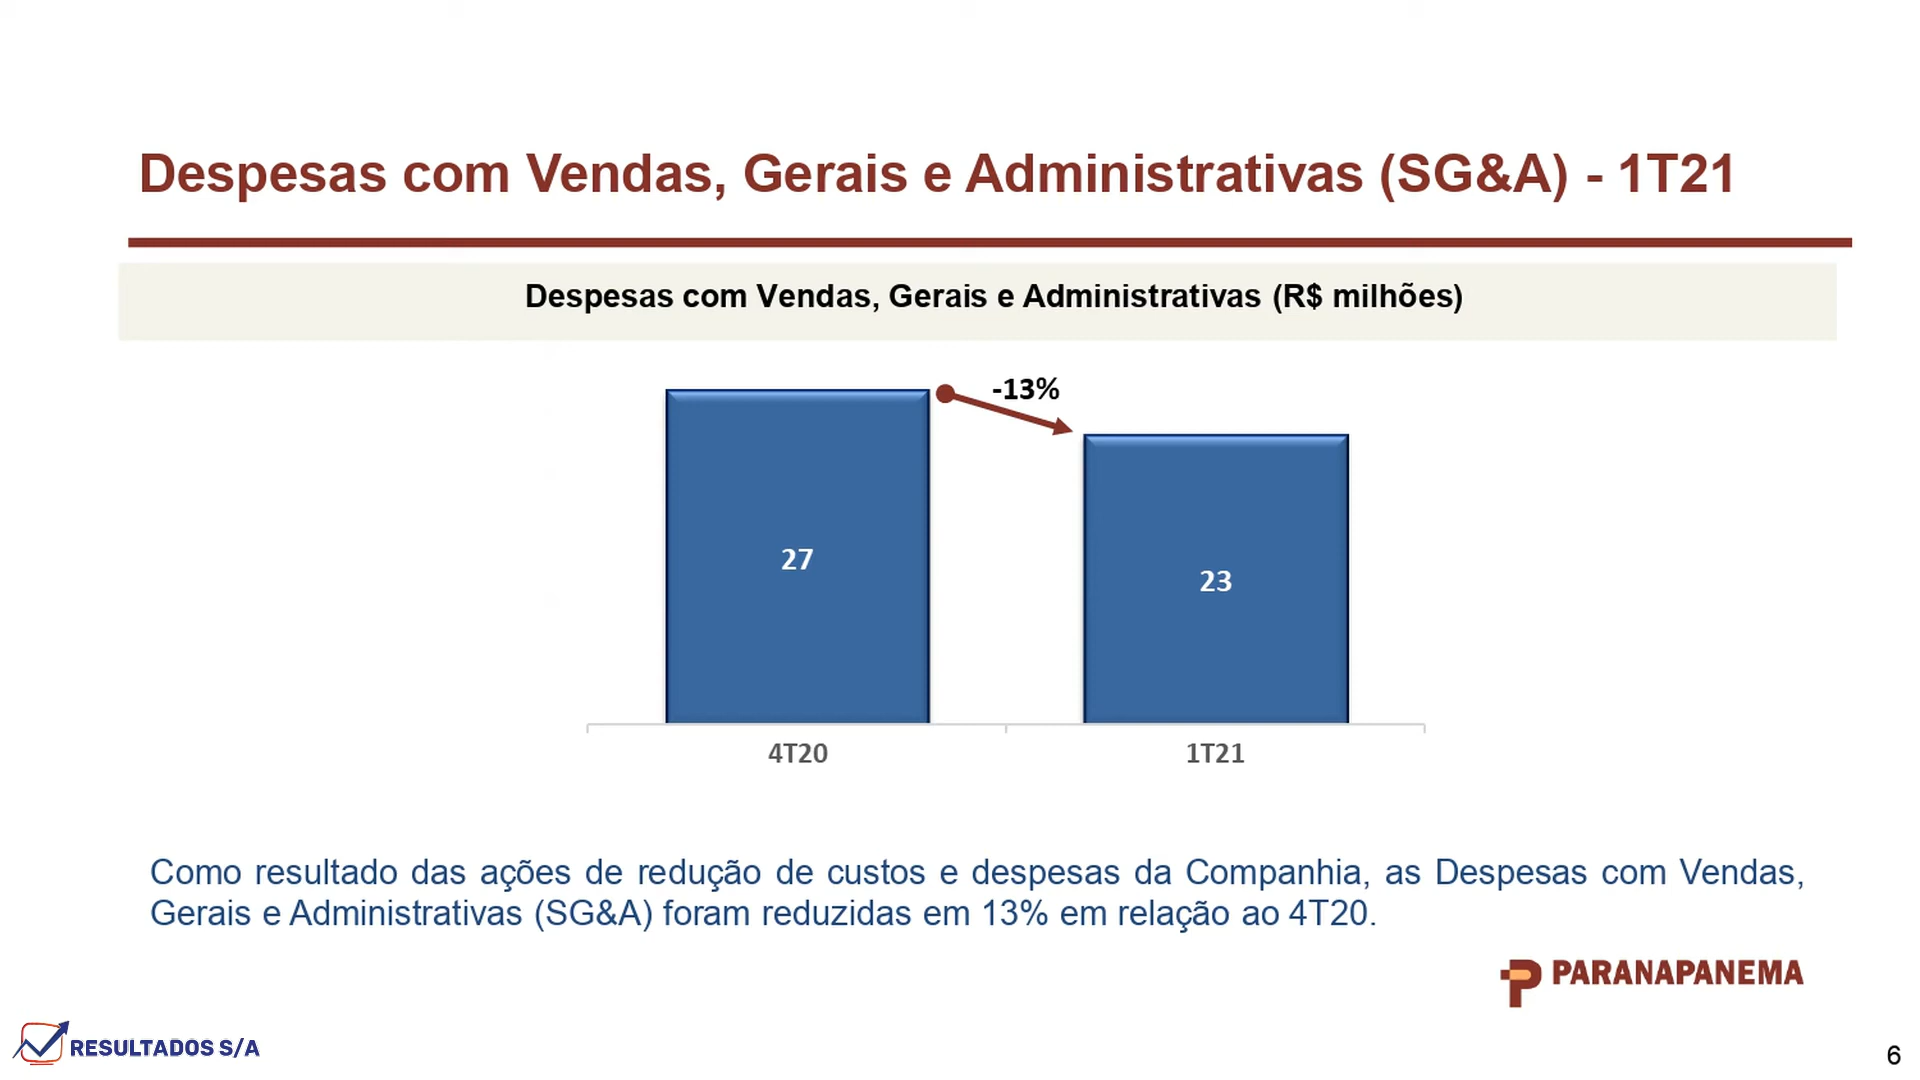 Despesas com Vendas, Gerais e Administrativas (SG&A) - 1T21
Despesas com Vendas, Gerais e Administrativas (R$ milhões)
-13%
27
23
4T20
1T21
Como resultado das ações de redução de custos e despesas da Companhia, as Despesas com Vendas,
Gerais e Administrativas (SG&A) foram reduzidas em 13% em relação ao 4T20.
PARANAPANEMA
RESULTADOS S/A
6